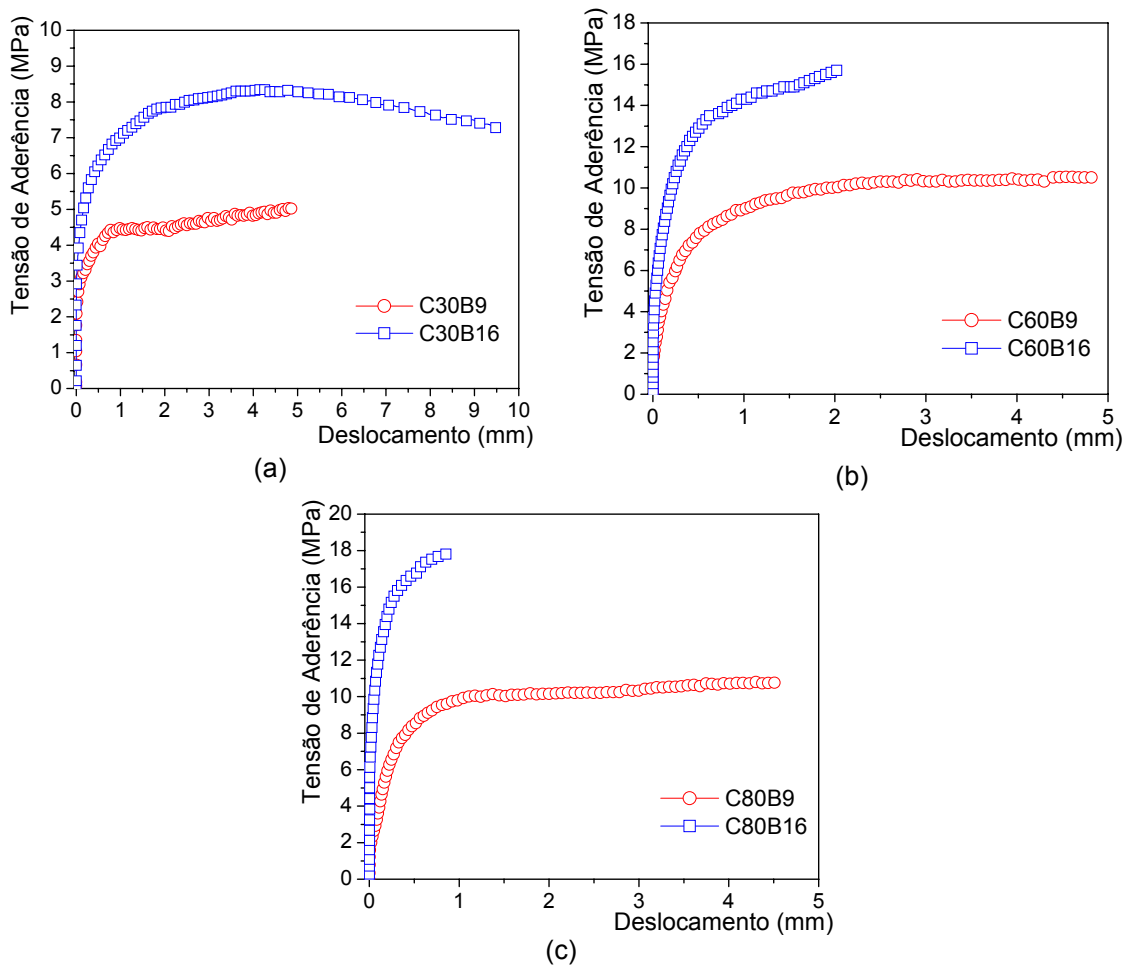 Tensão de Aderência (MPa)
10
9
8
7
6
5
4
3
2
1
0
0 1 2 3 4 5 6 7 8 9 10
C30B9
C30B16
Deslocamento (mm)
(a)
Tensão de Aderência (MPa)
18
16
14
12
10
8
6
4
2
0
0 1 2 3 4 5
C60B9
C60B16
Deslocamento (mm)
(b)
Tensão de Aderência (MPa)
20
18
16
14
12
10
8
6
4
2
0
0 1 2 3 4 5
C80B9
C80B16
Deslocamento (mm)
(c)